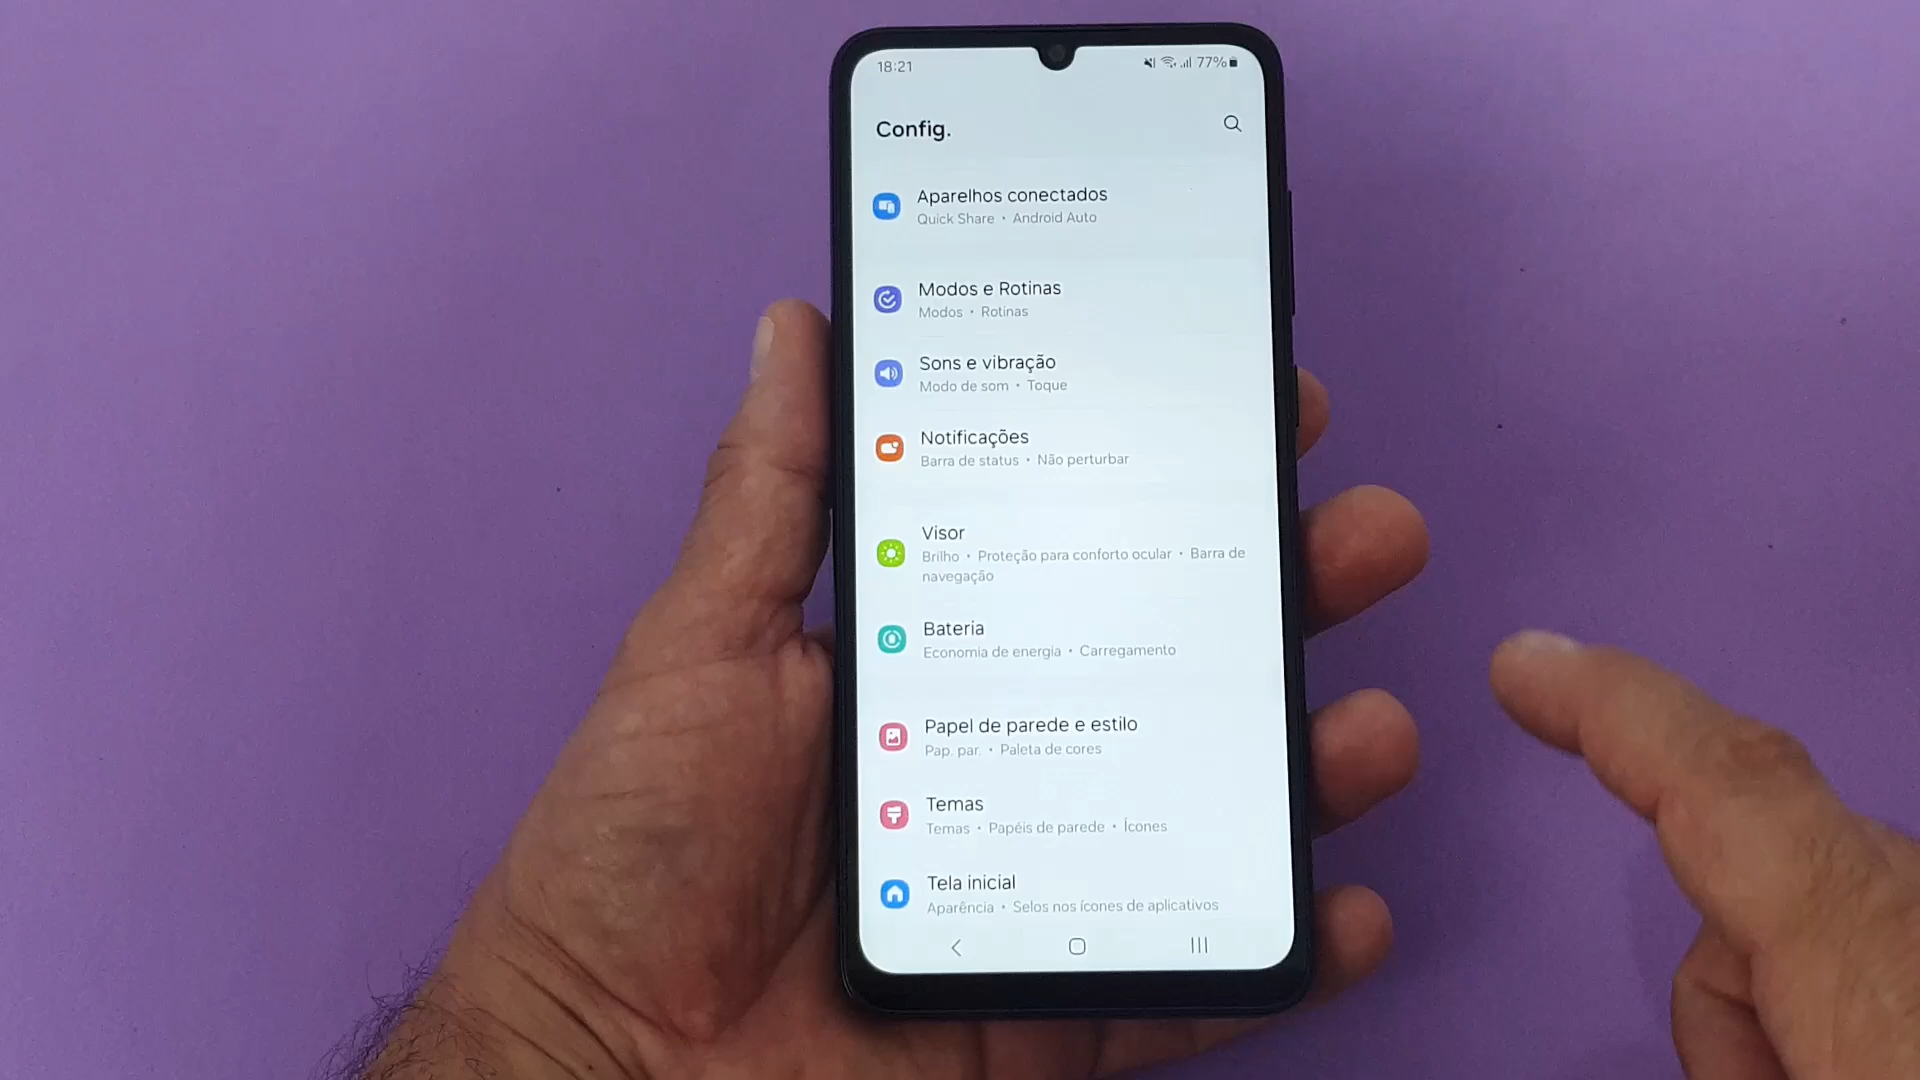 18:21
77%
Config.
Aparelhos conectados
Quick Share • Android Auto
Modos e Rotinas
Modos • Rotinas
Sons e vibração
Modo de som • Toque
Notificações
Barra de status • Não perturbar
Visor
Brilho • Proteção para conforto ocular • Barra de
navegação
Bateria
Economia de energia • Carregamento
Papel de parede e estilo
Pap. par. • Paleta de cores
Temas
Temas • Papéis de parede • Ícones
Tela inicial
Aparência • Selos nos ícones de aplicativos